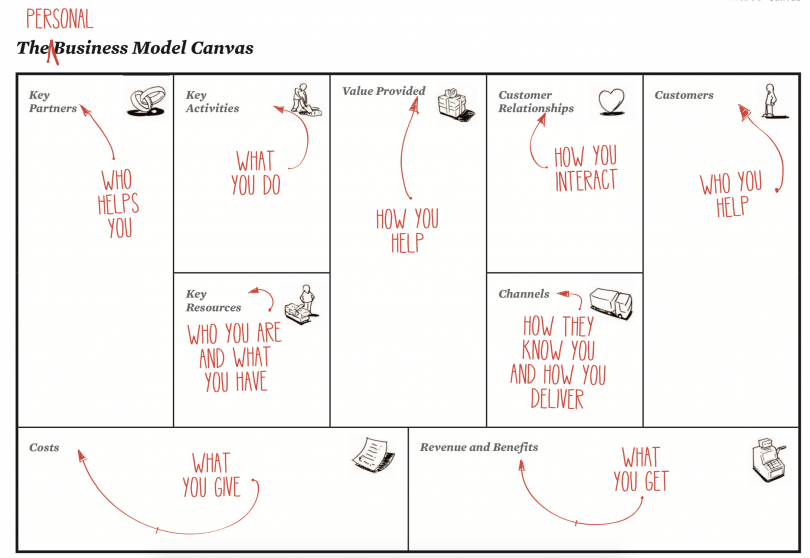 PERSONAL
The Business Model Canvas
Key
Partners
WHO
HELPS
YOU
Key
Activities
WHAT
YOU DO
Value Provided
HOW YOU
HELP
Customer
Relationships
HOW YOU
INTERACT
Customers
WHO YOU
HELP
Key
Resources
WHO YOU ARE
AND WHAT
YOU HAVE
Channels
HOW THEY
KNOW YOU
AND HOW YOU
DELIVER
Costs
WHAT
YOU GIVE
Revenue and Benefits
WHAT
YOU GET